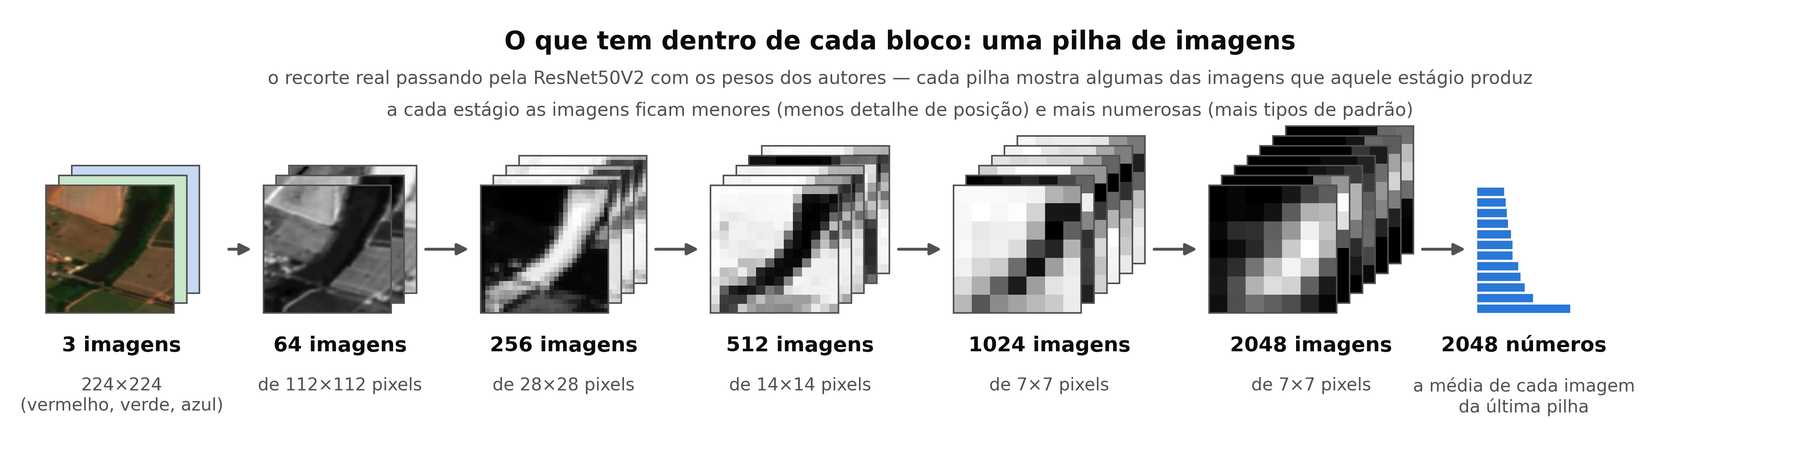 O que tem dentro de cada bloco: uma pilha de imagens
o recorte real passando pela ResNet50V2 com os pesos dos autores — cada pilha mostra algumas das imagens que aquele estágio produz
a cada estágio as imagens ficam menores (menos detalhe de posição) e mais numerosas (mais tipos de padrão)
3 imagens
224×224
(vermelho, verde, azul)
64 imagens
de 112×112 pixels
256 imagens
de 28×28 pixels
512 imagens
de 14×14 pixels
1024 imagens
de 7×7 pixels
2048 imagens
de 7×7 pixels
2048 números
a média de cada imagem
da última pilha